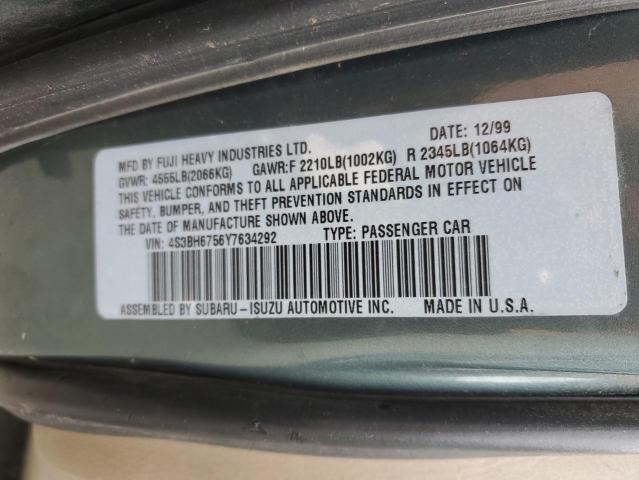 MFD BY FUJI HEAVY INDUSTRIES LTD. DATE: 12/99
GVWR: 4555LB(2066KG) GAWR:F 2210LB(1002KG) R 2345LB(1064KG)
THIS VEHICLE CONFORMS TO ALL APPLICABLE FEDERAL MOTOR VEHICLE
SAFETY, BUMPER, AND THEFT PREVENTION STANDARDS IN EFFECT ON
THE DATE OF MANUFACTURE SHOWN ABOVE.
VIN: 4S3BH6756Y7634292 TYPE: PASSENGER CAR
ASSEMBLED BY SUBARU-ISUZU AUTOMOTIVE INC. MADE IN U.S.A.